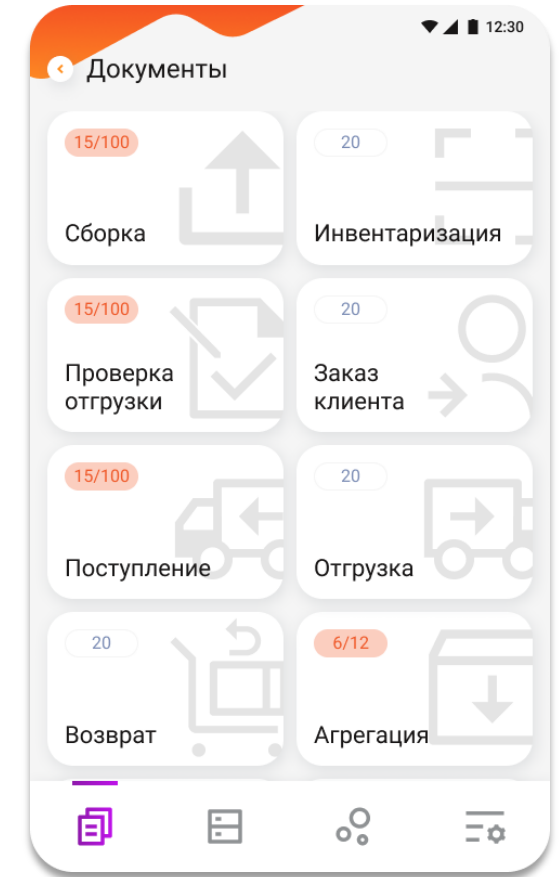 12:30
Документы
15/100
20
Сборка
Инвентаризация
15/100
20
Проверка
отгрузки
Заказ
клиента
15/100
20
Поступление
Отгрузка
20
6/12
Возврат
Агрегация